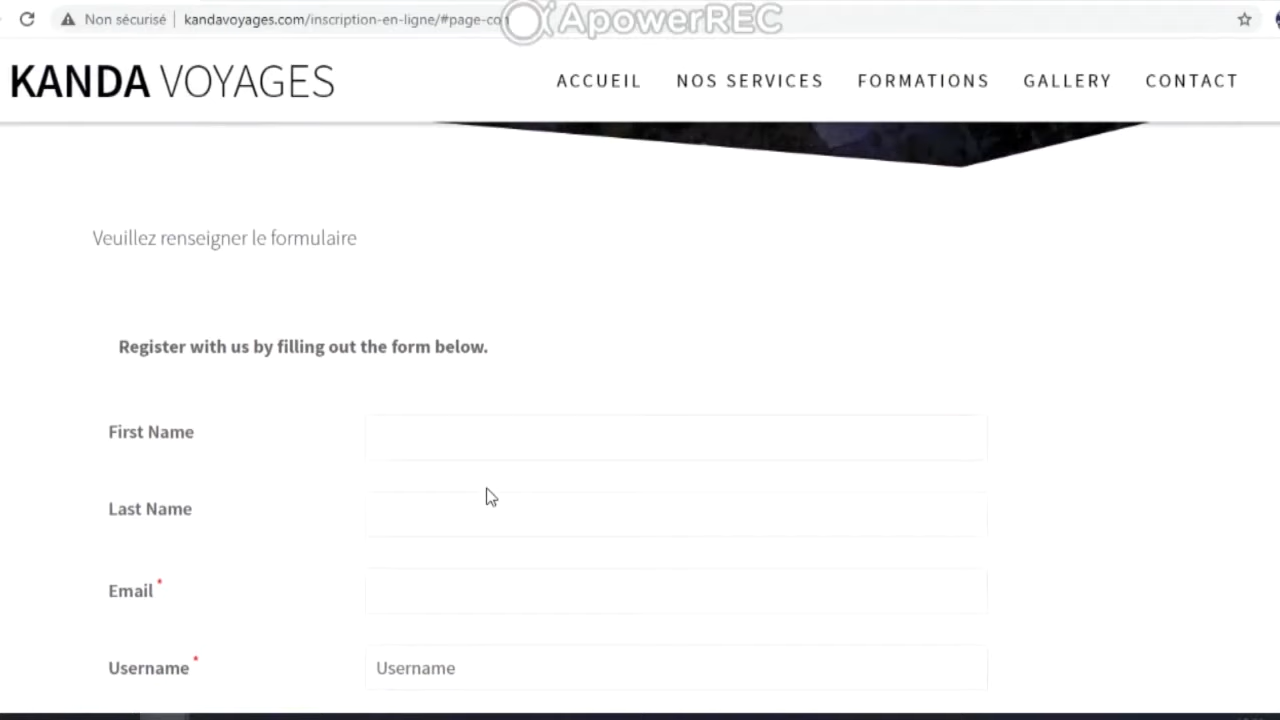 Non sécurisé kandavoyages.com/inscription-en-ligne/#page-co
ApowerREC
KANDA VOYAGES ACCUEIL NOS SERVICES FORMATIONS GALLERY CONTACT
Veuillez renseigner le formulaire
Register with us by filling out the form below.
First Name
Last Name
Email *
Username * Username